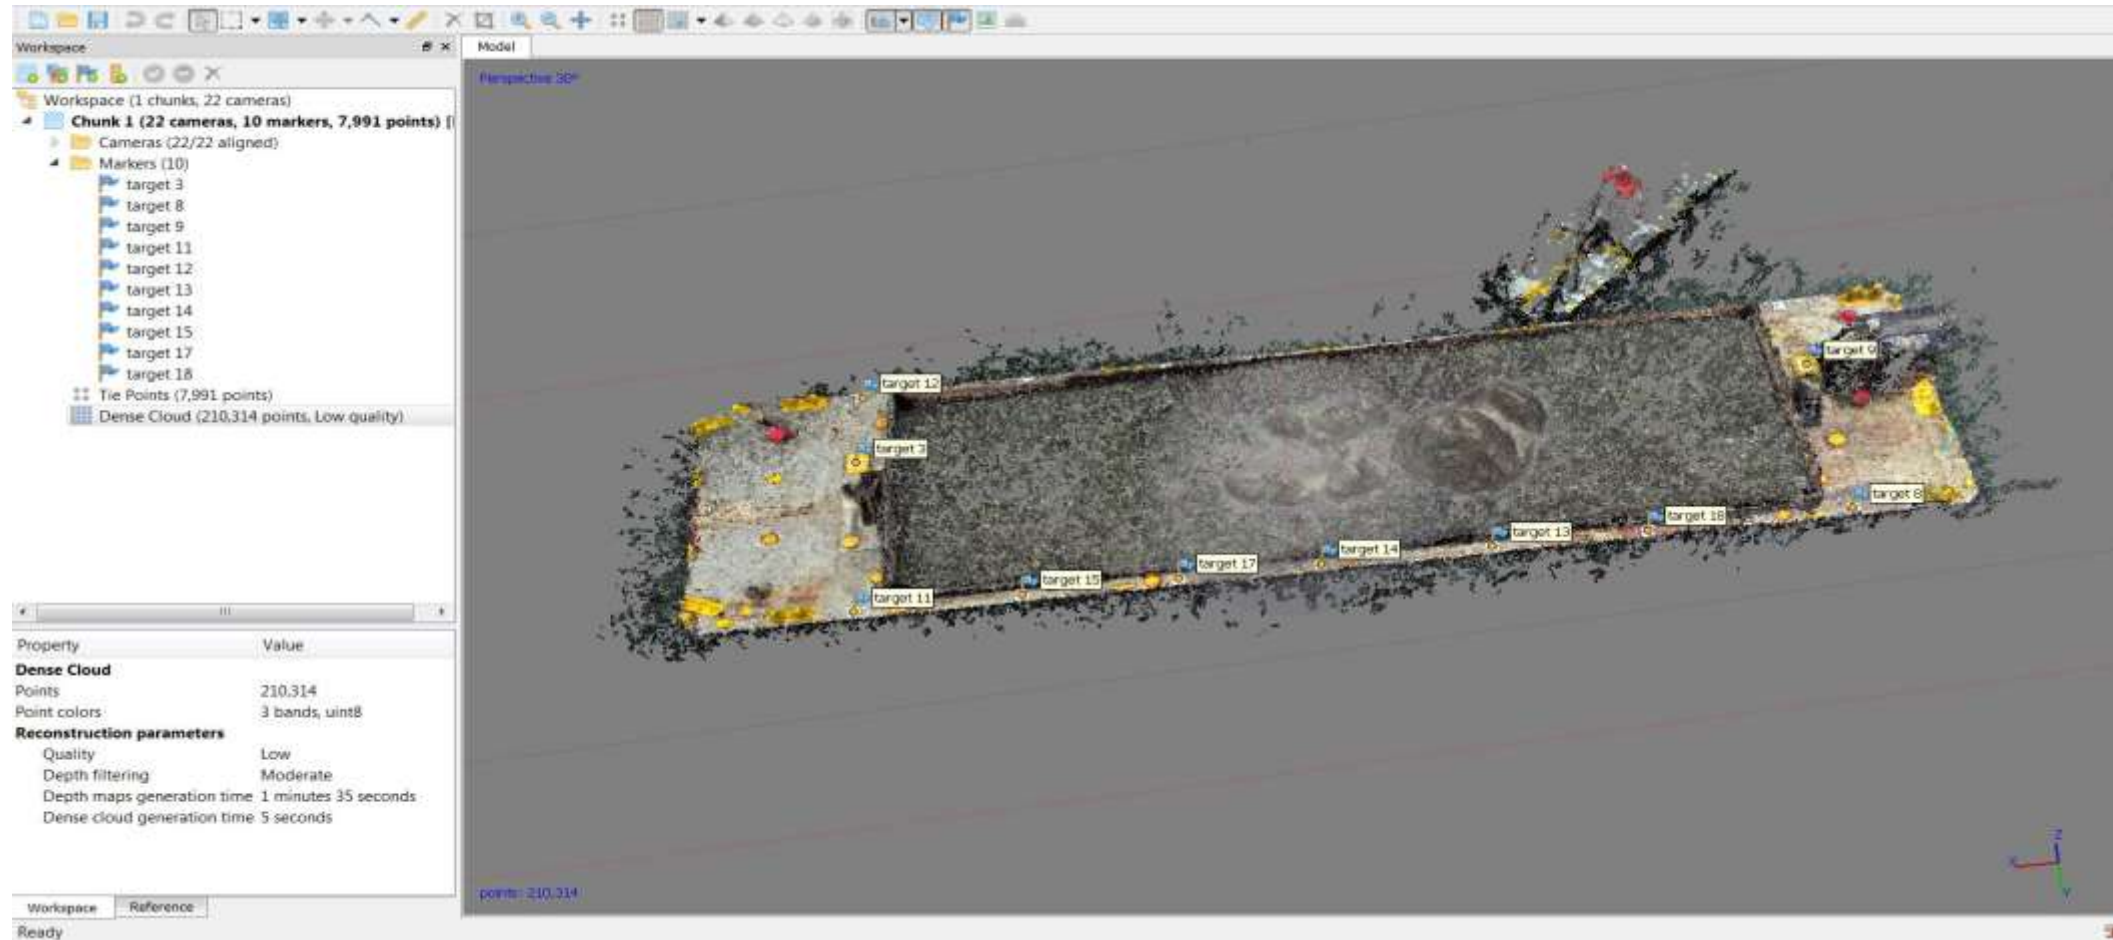 Workspace
Workspace (1 chunks, 22 cameras)
Chunk 1 (22 cameras, 10 markers, 7,991 points) [
Cameras (22/22 aligned)
Markers (10)
target 3
target 8
target 9
target 11
target 12
target 13
target 14
target 15
target 17
target 18
Tie Points (7,991 points)
Dense Cloud (210,314 points, Low quality)
Property Value
Dense Cloud
Points 210,314
Point colors 3 bands, uint8
Reconstruction parameters
Quality Low
Depth filtering Moderate
Depth maps generation time 1 minutes 35 seconds
Dense cloud generation time 5 seconds
Workspace Reference
Ready
Model
Perspective 30°
target 9
target 12
target 3
target 8
target 18
target 13
target 14
target 17
target 15
target 11
points: 210,314
Z
X
Y